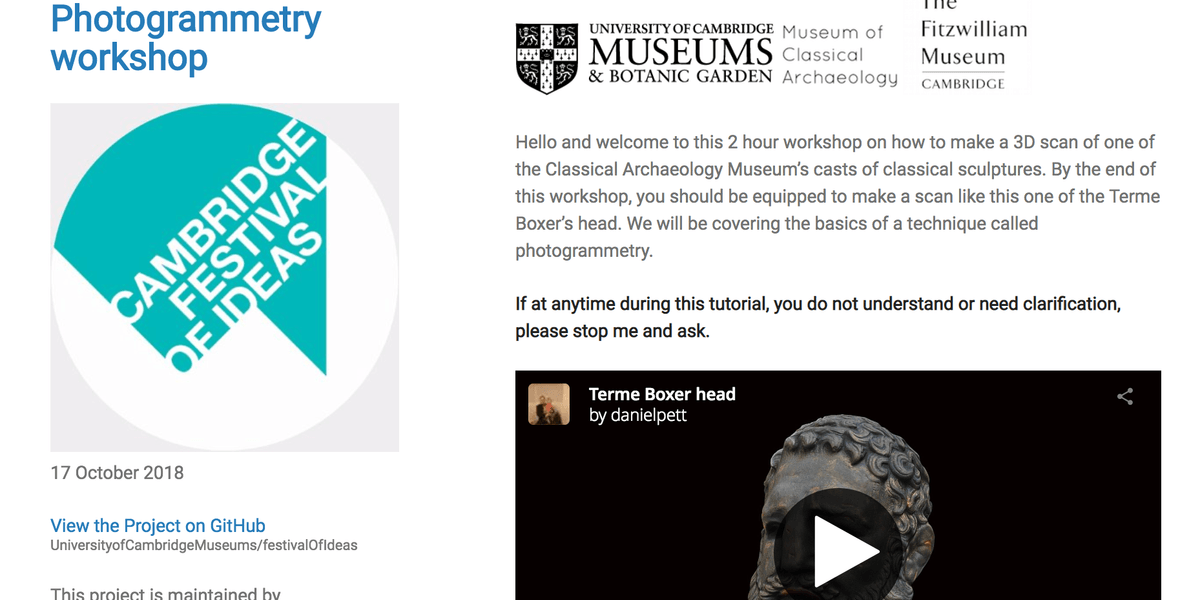 Photogrammetry
workshop
CAMBRIDGE
FESTIVAL
OF IDEAS
17 October 2018
View the Project on GitHub
UniversityofCambridgeMuseums/festivalOfIdeas
This project is maintained by
UNIVERSITY OF CAMBRIDGE
MUSEUMS
& BOTANIC GARDEN
Museum of
Classical
Archaeology
The
Fitzwilliam
Museum
CAMBRIDGE
Hello and welcome to this 2 hour workshop on how to make a 3D scan of one of
the Classical Archaeology Museum’s casts of classical sculptures. By the end of
this workshop, you should be equipped to make a scan like this one of the Terme
Boxer’s head. We will be covering the basics of a technique called
photogrammetry.
If at anytime during this tutorial, you do not understand or need clarification,
please stop me and ask.
Terme Boxer head
by danielpett